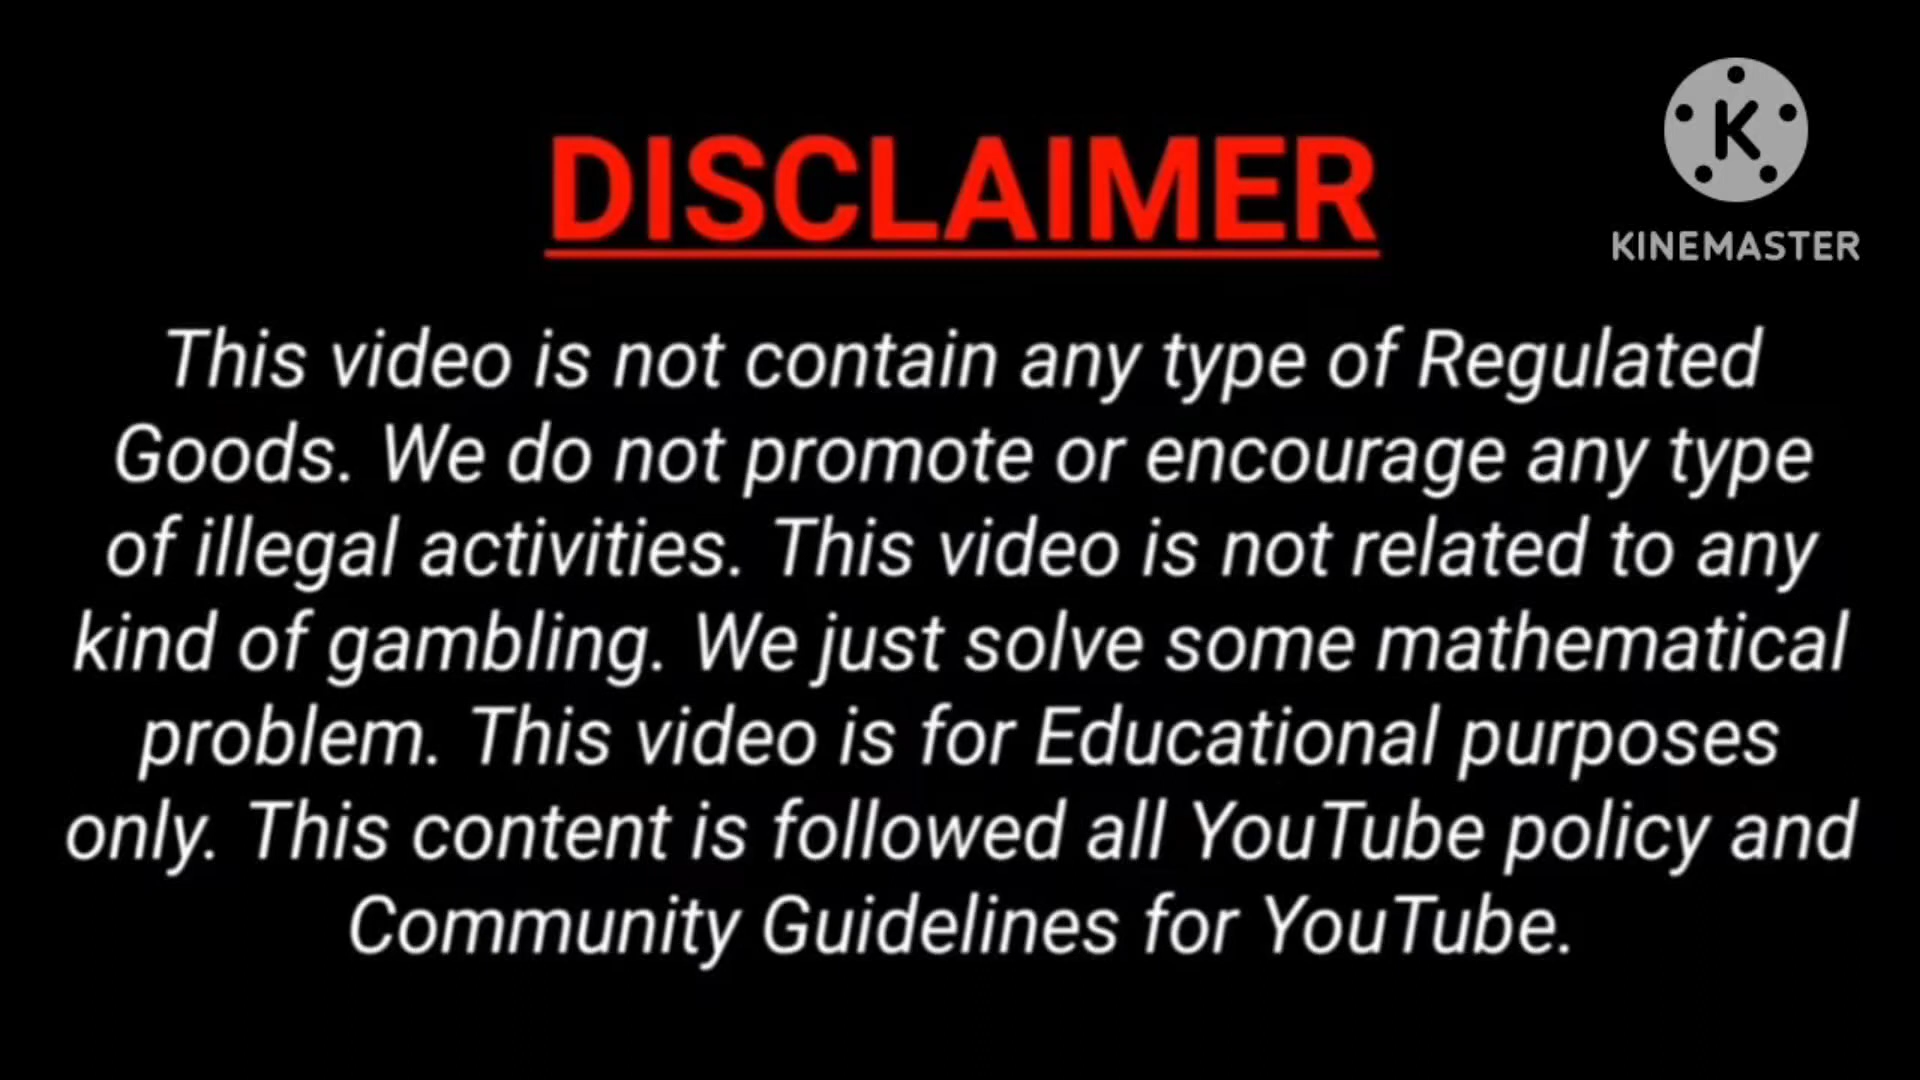 DISCLAIMER
K
KINEMASTER
This video is not contain any type of Regulated
Goods. We do not promote or encourage any type
of illegal activities. This video is not related to any
kind of gambling. We just solve some mathematical
problem. This video is for Educational purposes
only. This content is followed all YouTube policy and
Community Guidelines for YouTube.